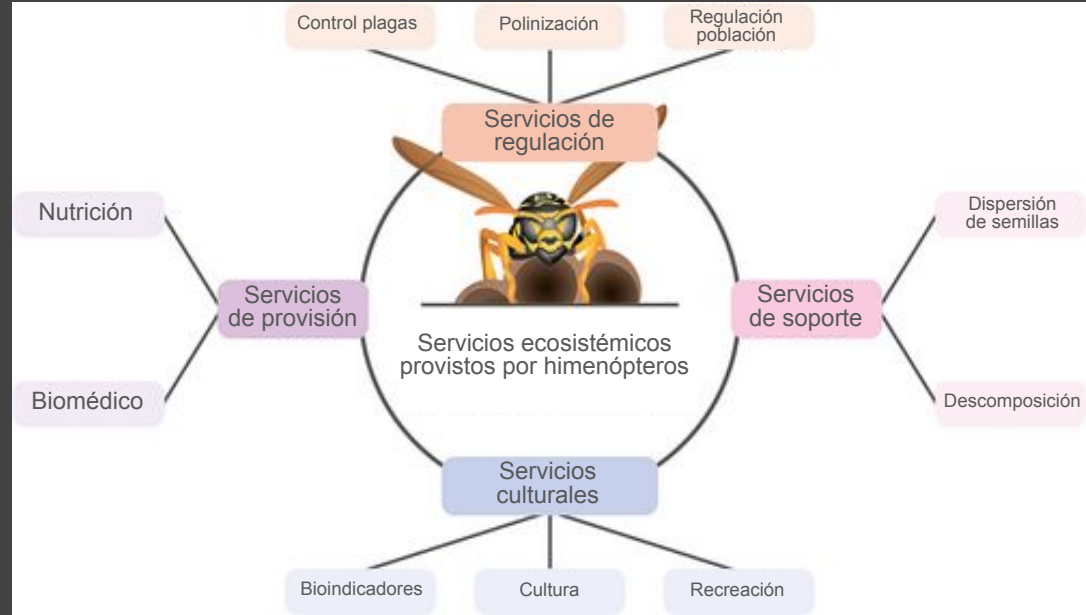 Control plagas
Polinización
Regulación
población
Servicios de
regulación
Nutrición
Dispersión
de semillas
Servicios
de provisión
Servicios
de soporte
Servicios ecosistémicos
provistos por himenópteros
Biomédico
Descomposición
Servicios
culturales
Bioindicadores
Cultura
Recreación